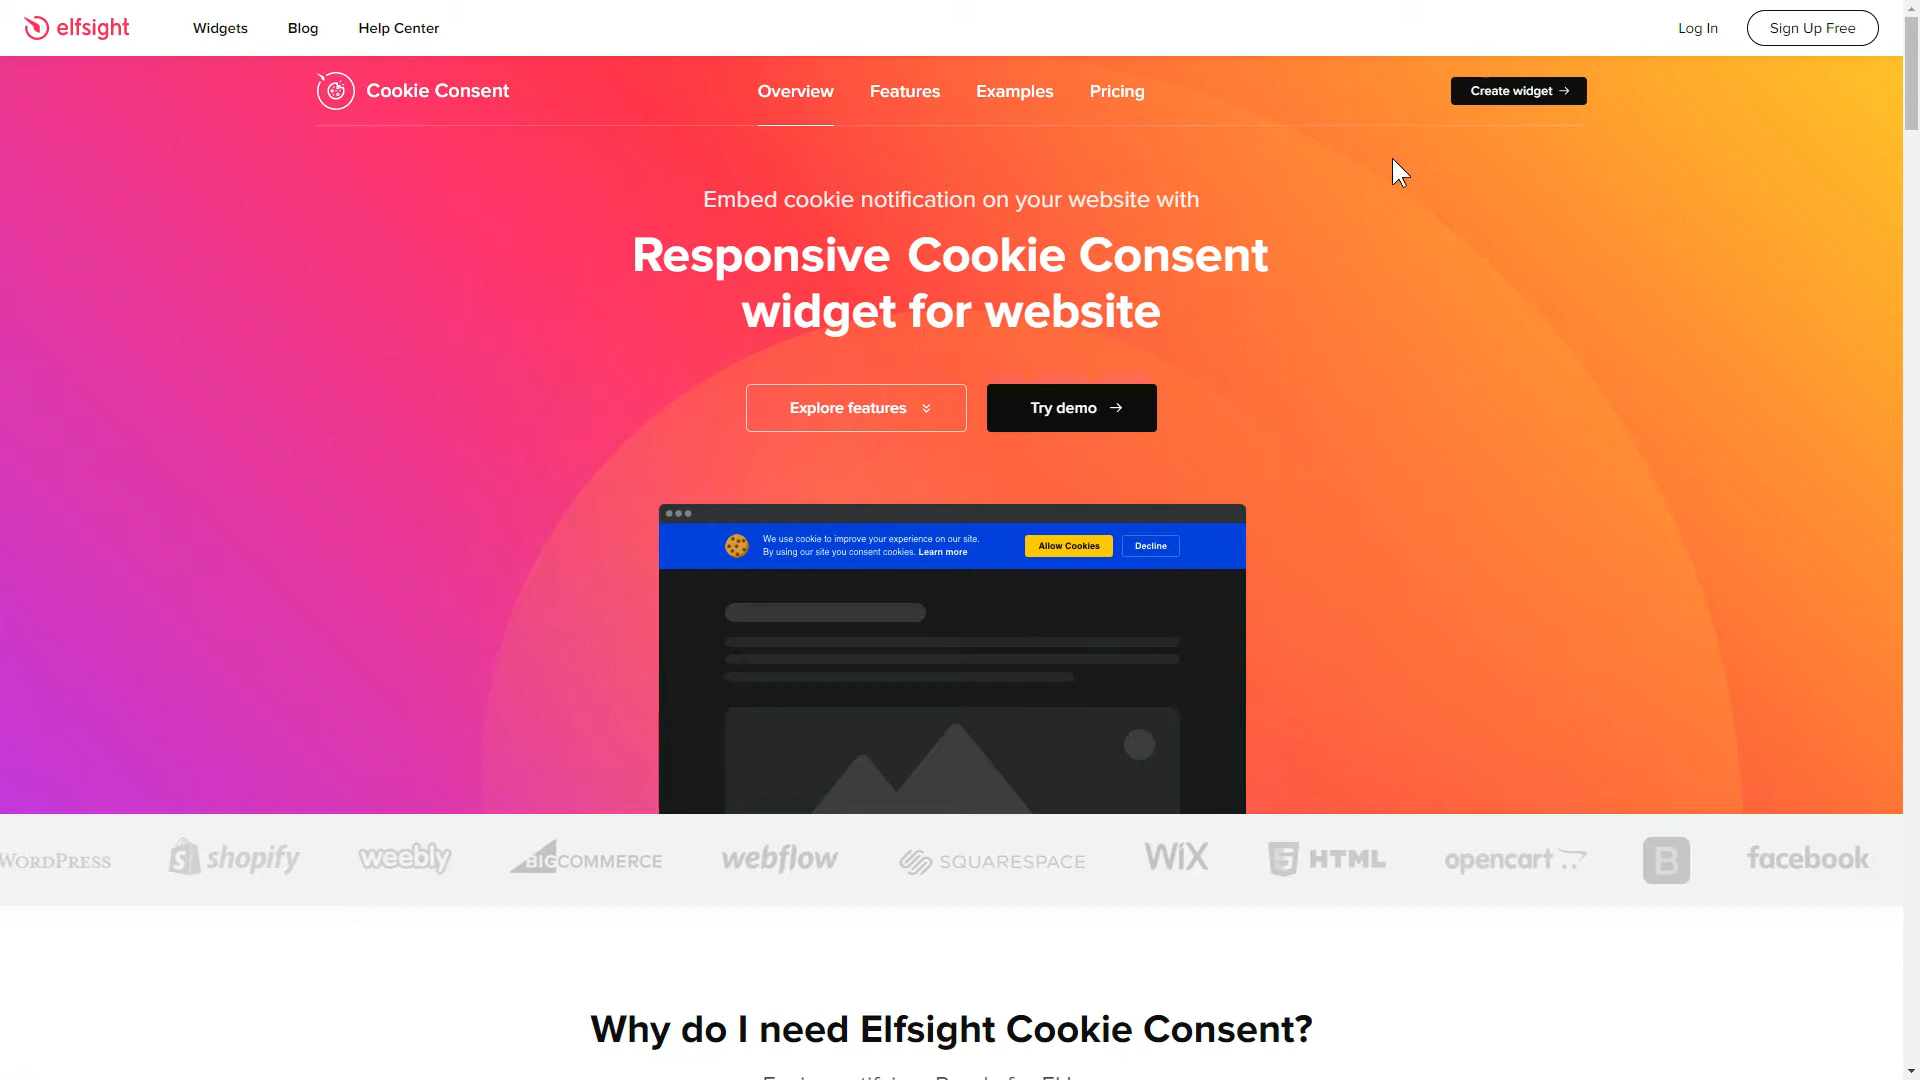 elfsight
Widgets
Blog
Help Center
Log In
Sign Up Free
Cookie Consent
Overview
Features
Examples
Pricing
Create widget
Embed cookie notification on your website with
Responsive Cookie Consent
widget for website
Explore features
Try demo
We use cookie to improve your experience on our site.
By using our site you consent cookies. Learn more
Allow Cookies
Decline
WORDPRESS
shopify
weebly
BIGCOMMERCE
webflow
SQUARESPACE
WiX
HTML
opencart
B
facebook
Why do I need Elfsight Cookie Consent?